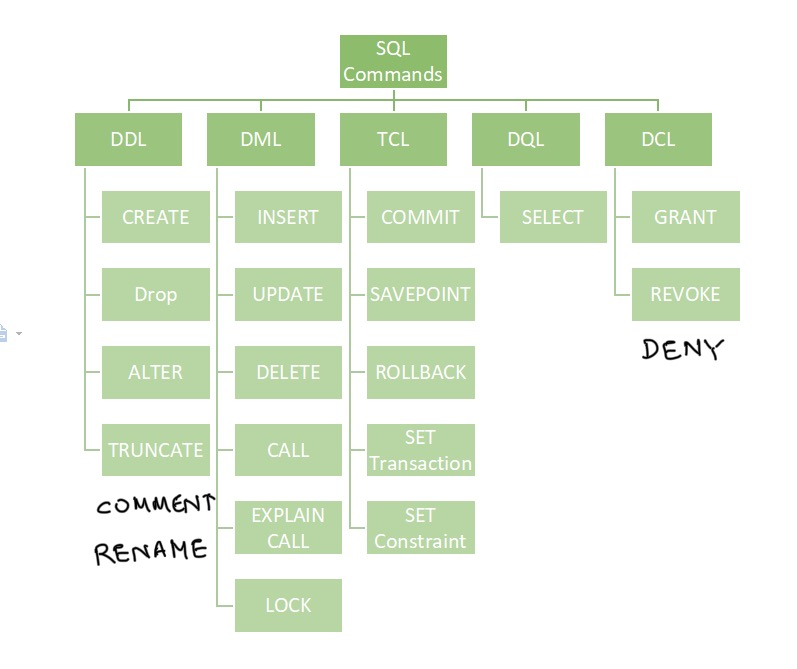 SQL
Commands
DDL
DML
TCL
DQL
DCL
CREATE
INSERT
COMMIT
SELECT
GRANT
Drop
UPDATE
SAVEPOINT
REVOKE
ALTER
DELETE
ROLLBACK
DENY
TRUNCATE
CALL
SET
Transaction
COMMENT
RENAME
EXPLAIN
CALL
SET
Constraint
LOCK